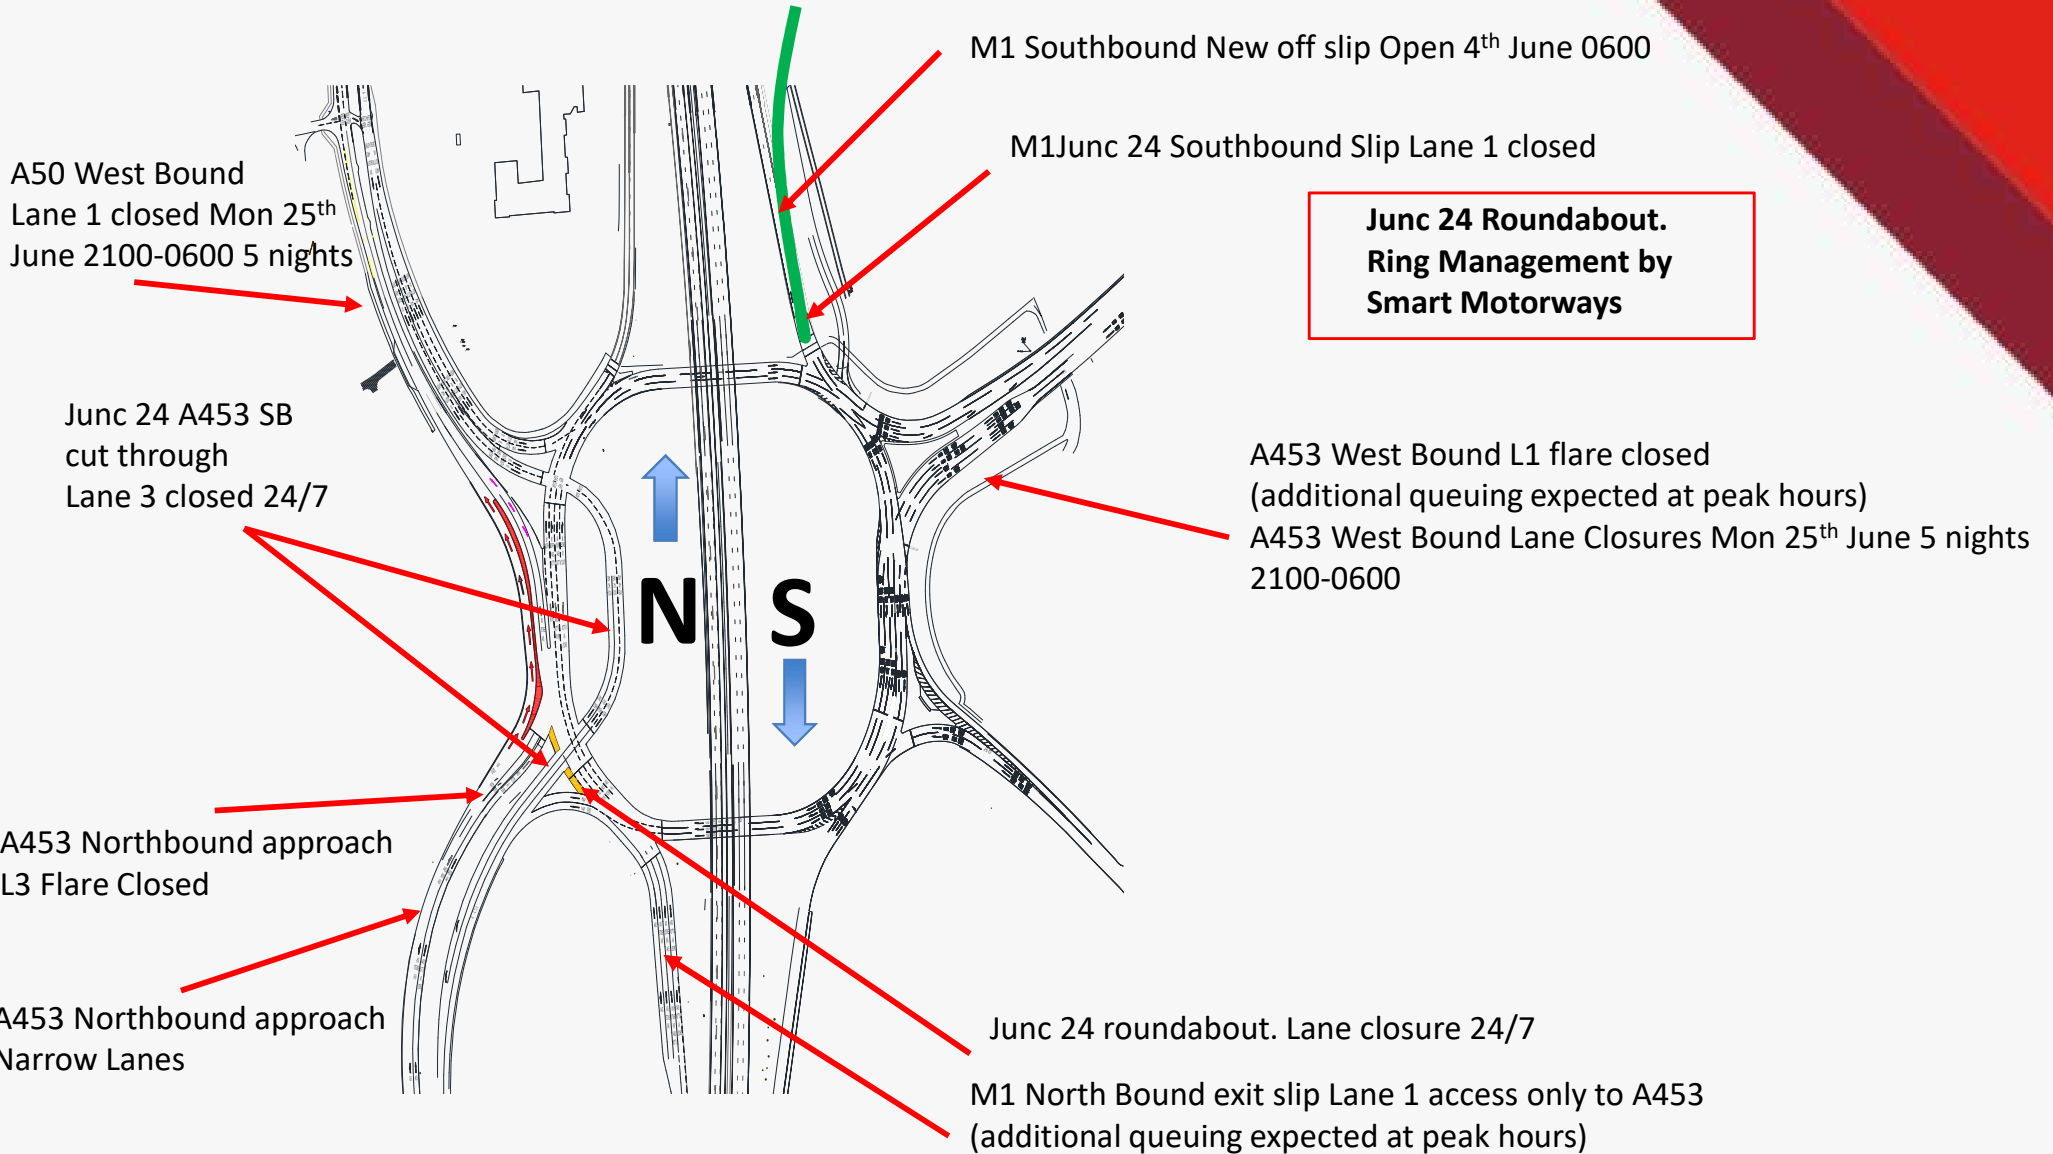 M1 Southbound New off slip Open 4th June 0600
M1Junc 24 Southbound Slip Lane 1 closed
A50 West Bound
Lane 1 closed Mon 25th
June 2100-0600 5 nights
Junc 24 Roundabout.
Ring Management by
Smart Motorways
Junc 24 A453 SB
cut through
Lane 3 closed 24/7
A453 West Bound L1 flare closed
(additional queuing expected at peak hours)
A453 West Bound Lane Closures Mon 25th June 5 nights
2100-0600
N S
A453 Northbound approach
L3 Flare Closed
A453 Northbound approach
Narrow Lanes
Junc 24 roundabout. Lane closure 24/7
M1 North Bound exit slip Lane 1 access only to A453
(additional queuing expected at peak hours)